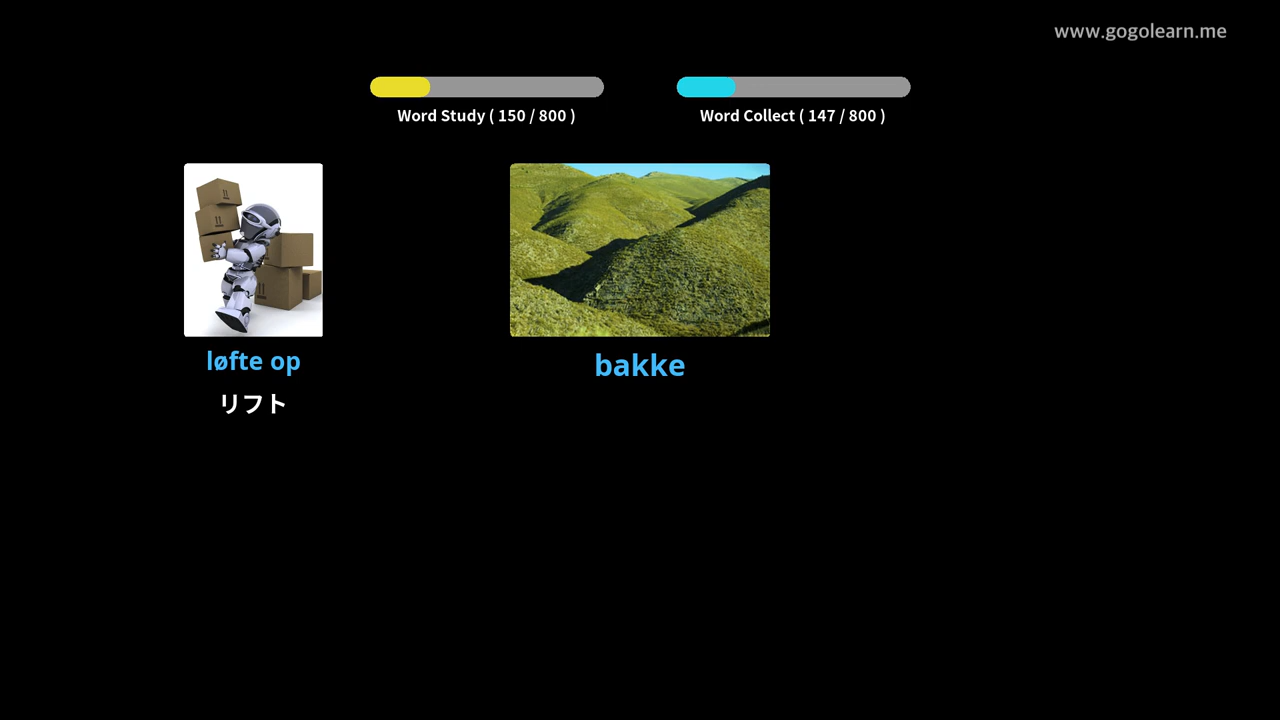 www.gogolearn.me
Word Study ( 150 / 800 )
Word Collect ( 147 / 800 )
løfte op
リフト
bakke